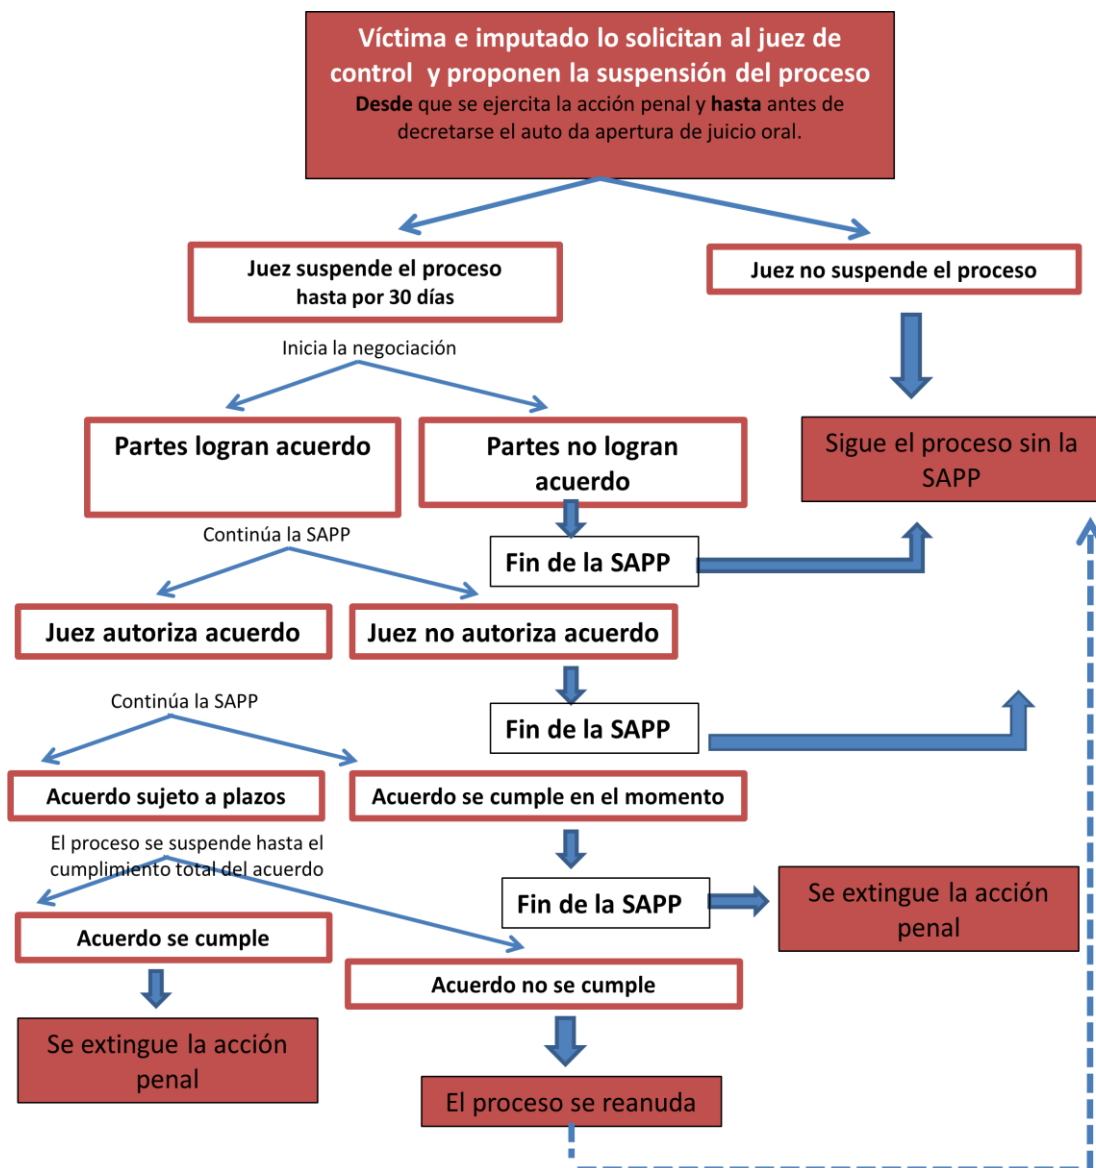 Víctima e imputado lo solicitan al juez de
control y proponen la suspensión del proceso
Desde que se ejercita la acción penal y hasta antes de
decretarse el auto da apertura de juicio oral.
Juez suspende el proceso
hasta por 30 días
Juez no suspende el proceso
Inicia la negociación
Partes logran acuerdo
Partes no logran
acuerdo
Sigue el proceso sin la
SAPP
Continúa la SAPP
Fin de la SAPP
Juez autoriza acuerdo
Juez no autoriza acuerdo
Continúa la SAPP
Fin de la SAPP
Acuerdo sujeto a plazos
Acuerdo se cumple en el momento
El proceso se suspende hasta el
cumplimiento total del acuerdo
Fin de la SAPP
Se extingue la acción
penal
Acuerdo se cumple
Acuerdo no se cumple
Se extingue la acción
penal
El proceso se reanuda